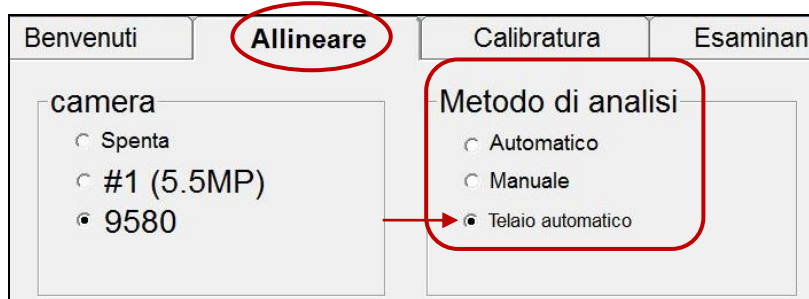 Benvenuti
Allineare
Calibratura
Esaminan
camera
Spenta
#1 (5.5MP)
9580
Metodo di analisi
Automatico
Manuale
Telaio automatico